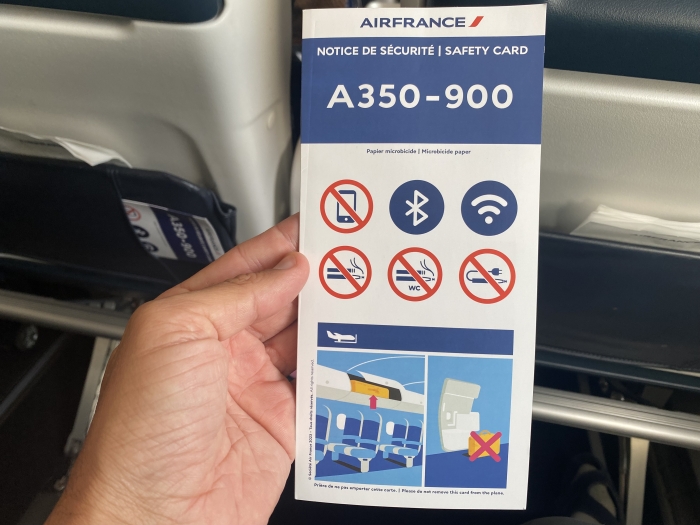 AIRFRANCE
NOTICE DE SÉCURITÉ | SAFETY CARD
A350-900
Papier microbicide | Microbicide paper
WC
Prière de ne pas emporter cette carte. | Please do not remove this card from the plane.
A350-900